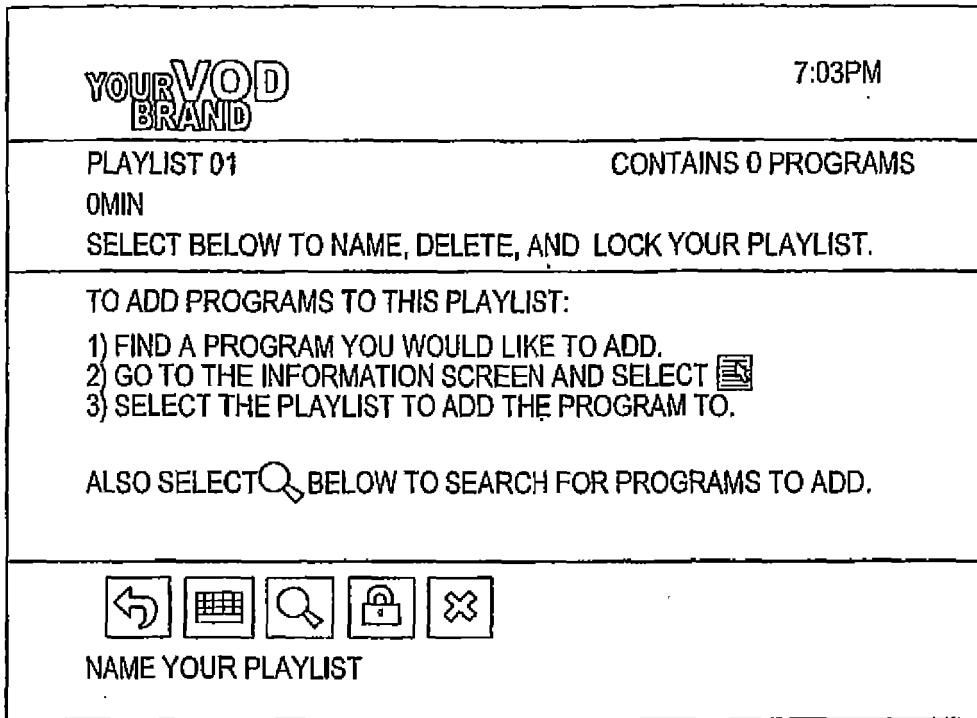 YOUR VOD
BRAND
7:03PM
PLAYLIST 01
CONTAINS 0 PROGRAMS
0MIN
SELECT BELOW TO NAME, DELETE, AND LOCK YOUR PLAYLIST.
TO ADD PROGRAMS TO THIS PLAYLIST:
1) FIND A PROGRAM YOU WOULD LIKE TO ADD.
2) GO TO THE INFORMATION SCREEN AND SELECT
3) SELECT THE PLAYLIST TO ADD THE PROGRAM TO.
ALSO SELECT BELOW TO SEARCH FOR PROGRAMS TO ADD.
NAME YOUR PLAYLIST